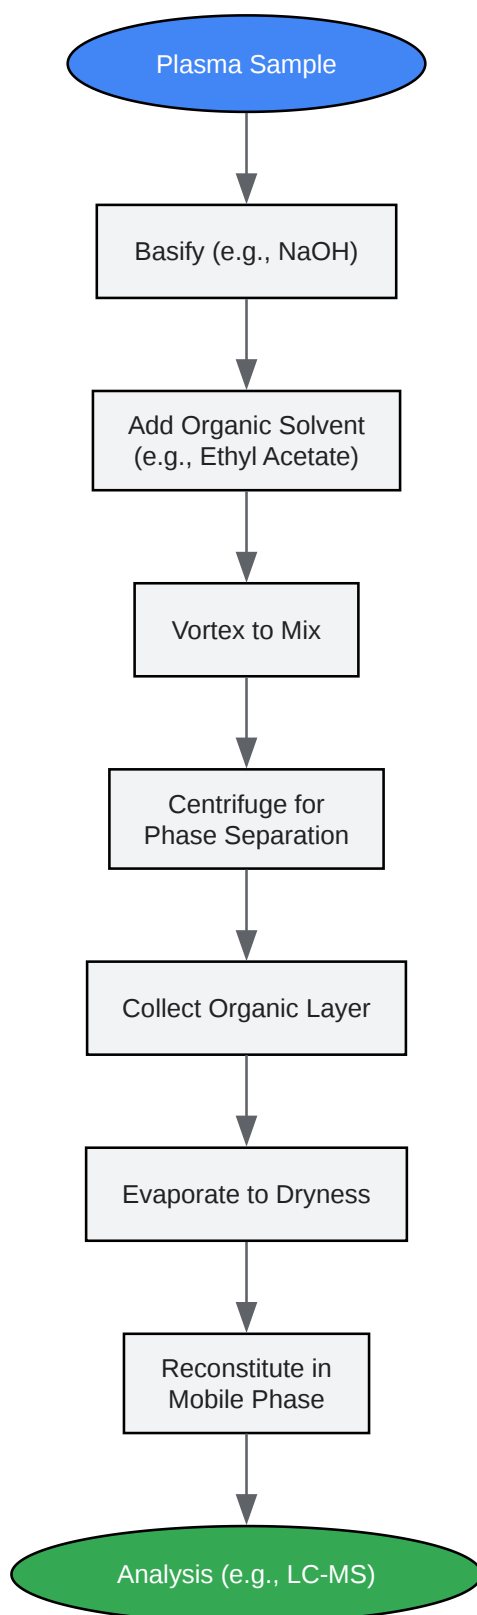 Plasma Sample
Basify (e.g., NaOH)
Add Organic Solvent
(e.g., Ethyl Acetate)
Vortex to Mix
Centrifuge for
Phase Separation
Collect Organic Layer
Evaporate to Dryness
Reconstitute in
Mobile Phase
Analysis (e.g., LC-MS)